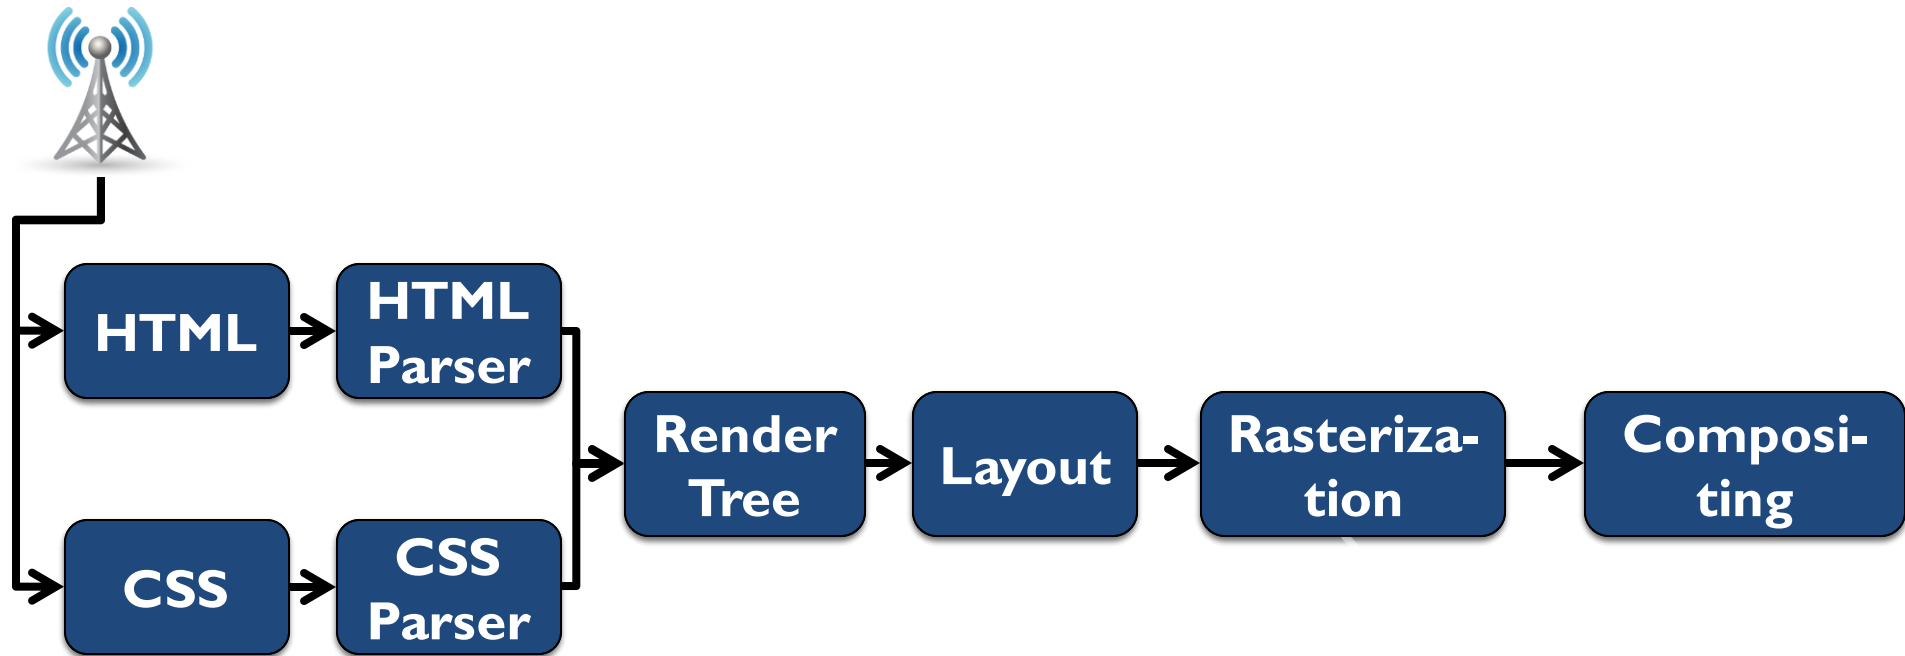 HTML
HTML
Parser
CSS
CSS
Parser
Render
Tree
Layout
Rasteriza-
tion
Composi-
ting